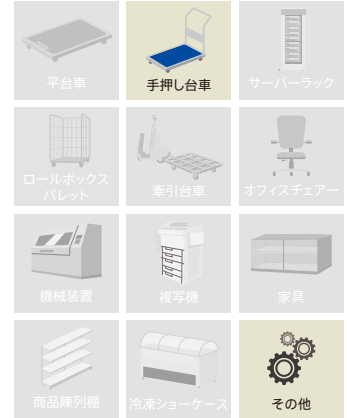 平台車
手押し台車
サーバーラック
ロールボックス
パレット
牽引台車
オフィスチェアー
機械装置
複写機
家具
商品陳列棚
冷凍ショーケース
その他